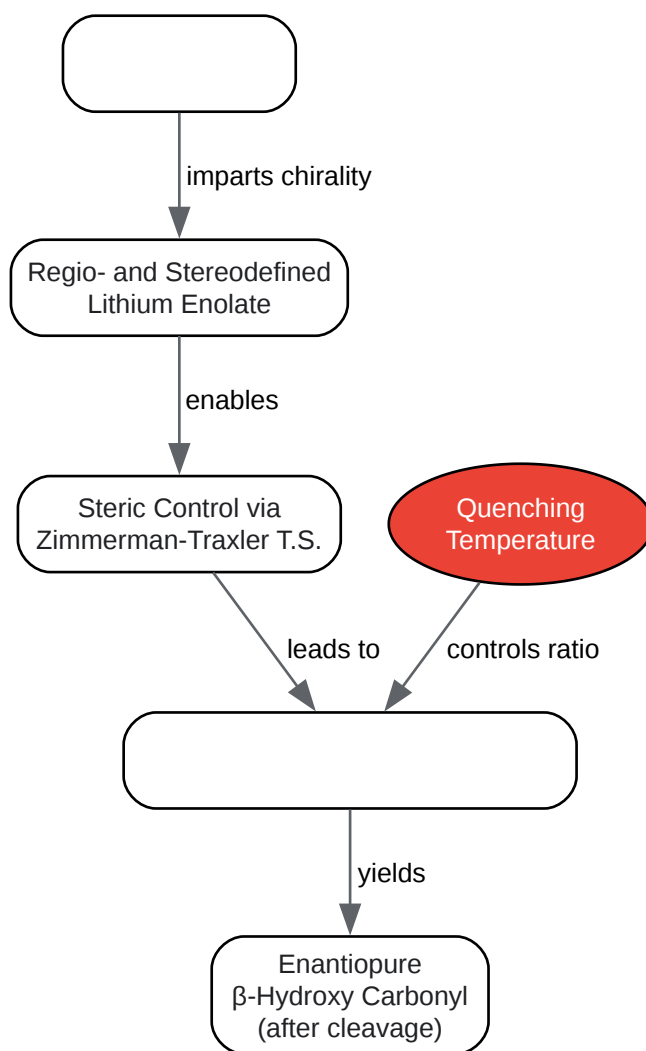 imparts chirality
Regio- and Stereodefined
Lithium Enolate
enables
Steric Control via
Zimmerman-Traxler T.S.
Quenching
Temperature
leads to
controls ratio
yields
Enantiopure
β-Hydroxy Carbonyl
(after cleavage)